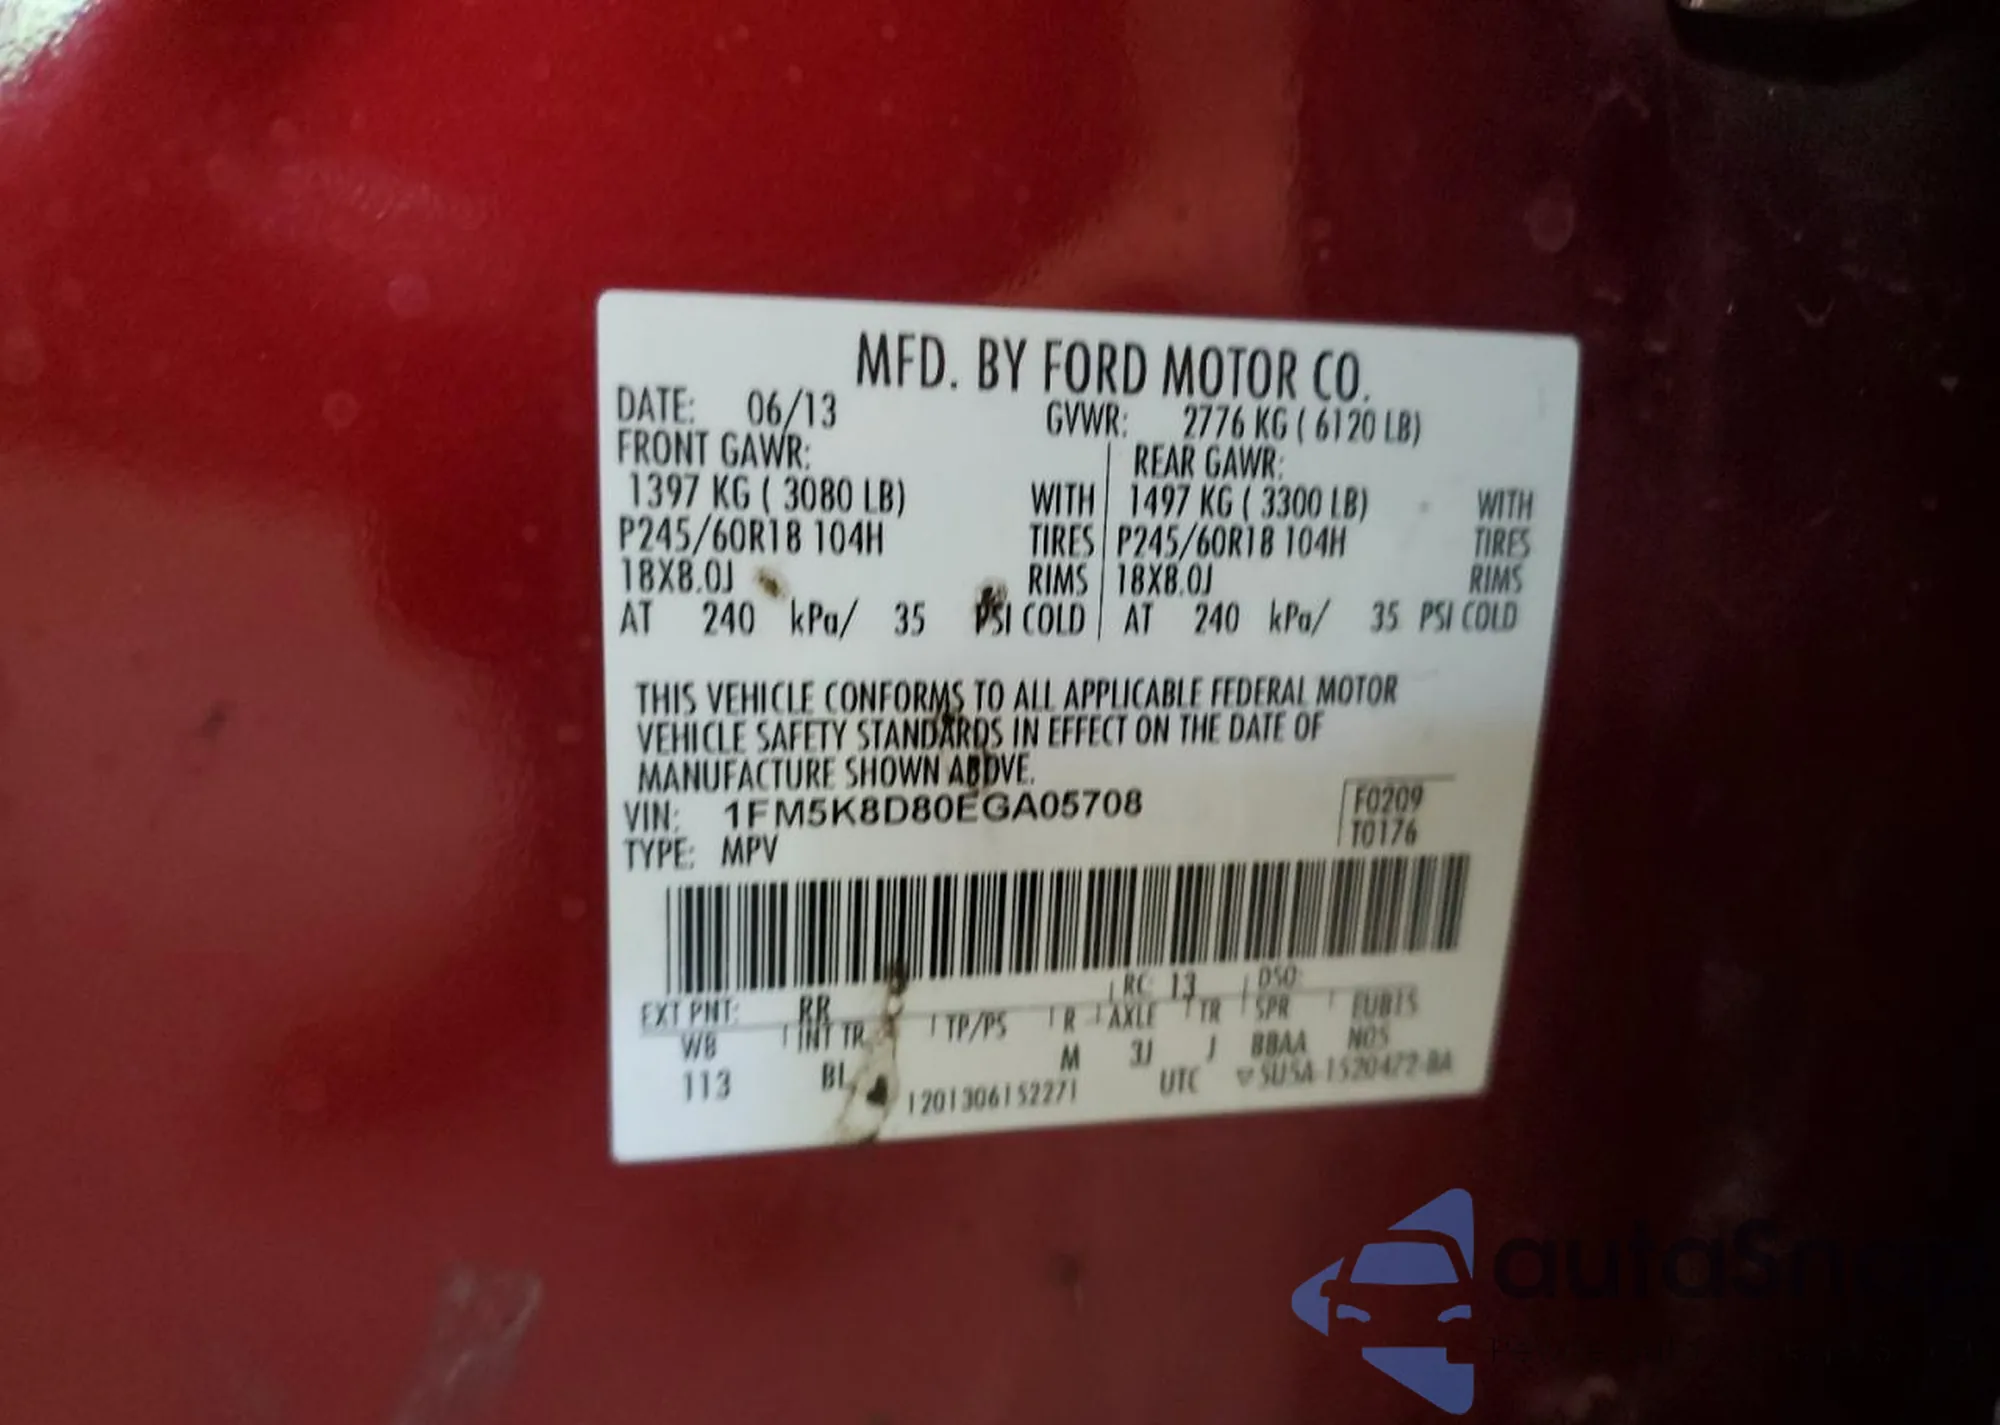 MFD. BY FORD MOTOR CO.
DATE: 06/13 GVWR: 2776 KG ( 6120 LB)
FRONT GAWR: REAR GAWR:
1397 KG ( 3080 LB) WITH 1497 KG ( 3300 LB) WITH
P245/60R18 104H TIRES P245/60R18 104H TIRES
18X8.0J RIMS 18X8.0J RIMS
AT 240 kPa/ 35 PSI COLD AT 240 kPa/ 35 PSI COLD
THIS VEHICLE CONFORMS TO ALL APPLICABLE FEDERAL MOTOR
VEHICLE SAFETY STANDARDS IN EFFECT ON THE DATE OF
MANUFACTURE SHOWN ABOVE.
VIN: 1FM5K8D80EGA05708 F0209
TYPE: MPV T0176
EXT PNT: RR RC: 13 DSO:
WB INT TR TP/PS R AXLE TR SPR
113 BL M 3J J BBAA
1201306152271 UTC